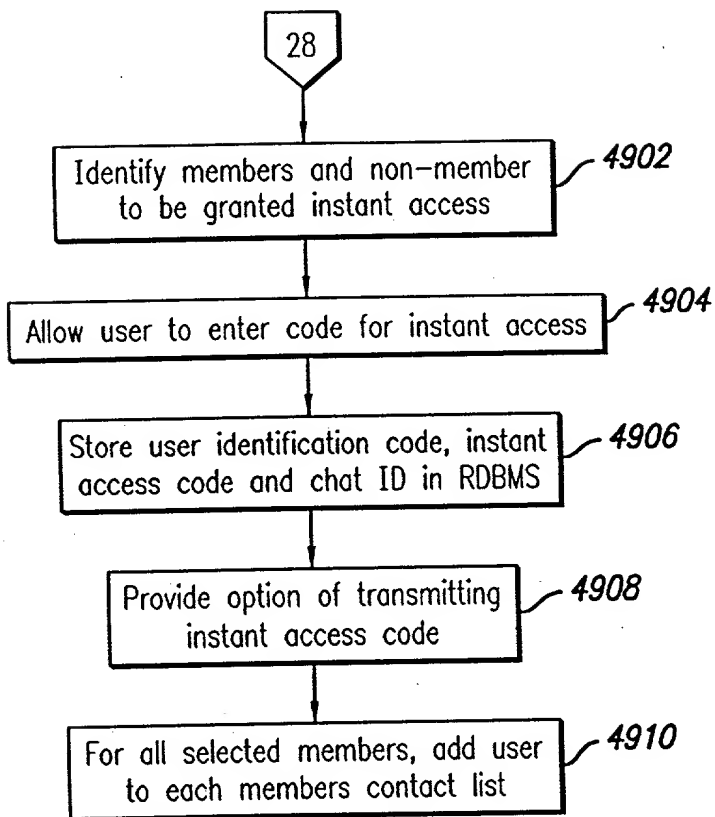 28
Identify members and non-member
to be granted instant access
4902
Allow user to enter code for instant access
4904
Store user identification code, instant
access code and chat ID in RDBMS
4906
Provide option of transmitting
instant access code
4908
For all selected members, add user
to each members contact list
4910